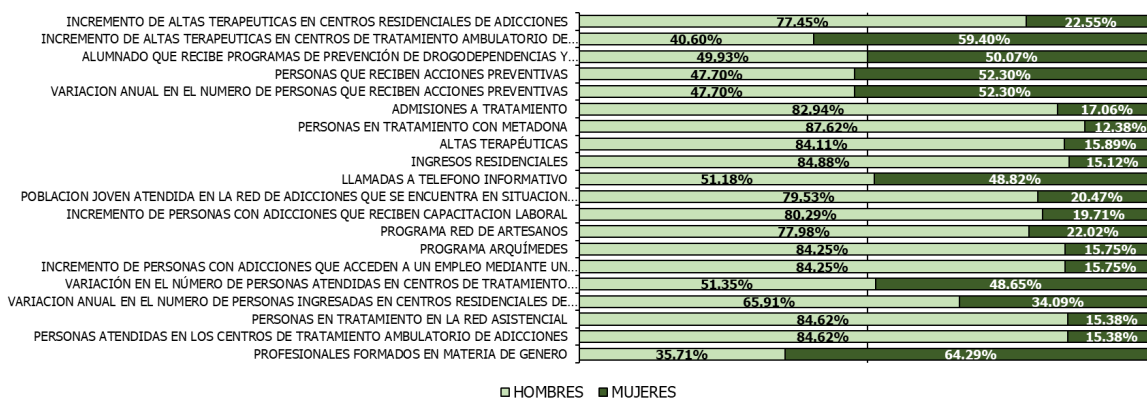 INCREMENTO DE ALTAS TERAPEUTICAS EN CENTROS RESIDENCIALES DE ADICCIONES 77.45% 22.55%
INCREMENTO DE ALTAS TERAPEUTICAS EN CENTROS DE TRATAMIENTO AMBULATORIO DE... 40.60% 59.40%
ALUMNADO QUE RECIBE PROGRAMAS DE PREVENCIÓN DE DROGODEPENDENCIAS Y... 49.93% 50.07%
PERSONAS QUE RECIBEN ACCIONES PREVENTIVAS 47.70% 52.30%
VARIACION ANUAL EN EL NUMERO DE PERSONAS QUE RECIBEN ACCIONES PREVENTIVAS 47.70% 52.30%
ADMISIONES A TRATAMIENTO 82.94% 17.06%
PERSONAS EN TRATAMIENTO CON METADONA 87.62% 12.38%
ALTAS TERAPÉUTICAS 84.11% 15.89%
INGRESOS RESIDENCIALES 84.88% 15.12%
LLAMADAS A TELEFONO INFORMATIVO 51.18% 48.82%
POBLACION JOVEN ATENDIDA EN LA RED DE ADICCIONES QUE SE ENCUENTRA EN SITUACION... 79.53% 20.47%
INCREMENTO DE PERSONAS CON ADICCIONES QUE RECIBEN CAPACITACION LABORAL 80.29% 19.71%
PROGRAMA RED DE ARTESANOS 77.98% 22.02%
PROGRAMA ARQUÍMEDES 84.25% 15.75%
INCREMENTO DE PERSONAS CON ADICCIONES QUE ACCEDEN A UN EMPLEO MEDIANTE UN... 84.25% 15.75%
VARIACIÓN EN EL NÚMERO DE PERSONAS ATENDIDAS EN CENTROS DE TRATAMIENTO... 51.35% 48.65%
VARIACION ANUAL EN EL NUMERO DE PERSONAS INGRESADAS EN CENTROS RESIDENCIALES DE... 65.91% 34.09%
PERSONAS EN TRATAMIENTO EN LA RED ASISTENCIAL 84.62% 15.38%
PERSONAS ATENDIDAS EN LOS CENTROS DE TRATAMIENTO AMBULATORIO DE ADICCIONES 84.62% 15.38%
PROFESIONALES FORMADOS EN MATERIA DE GENERO 35.71% 64.29%
HOMBRES MUJERES